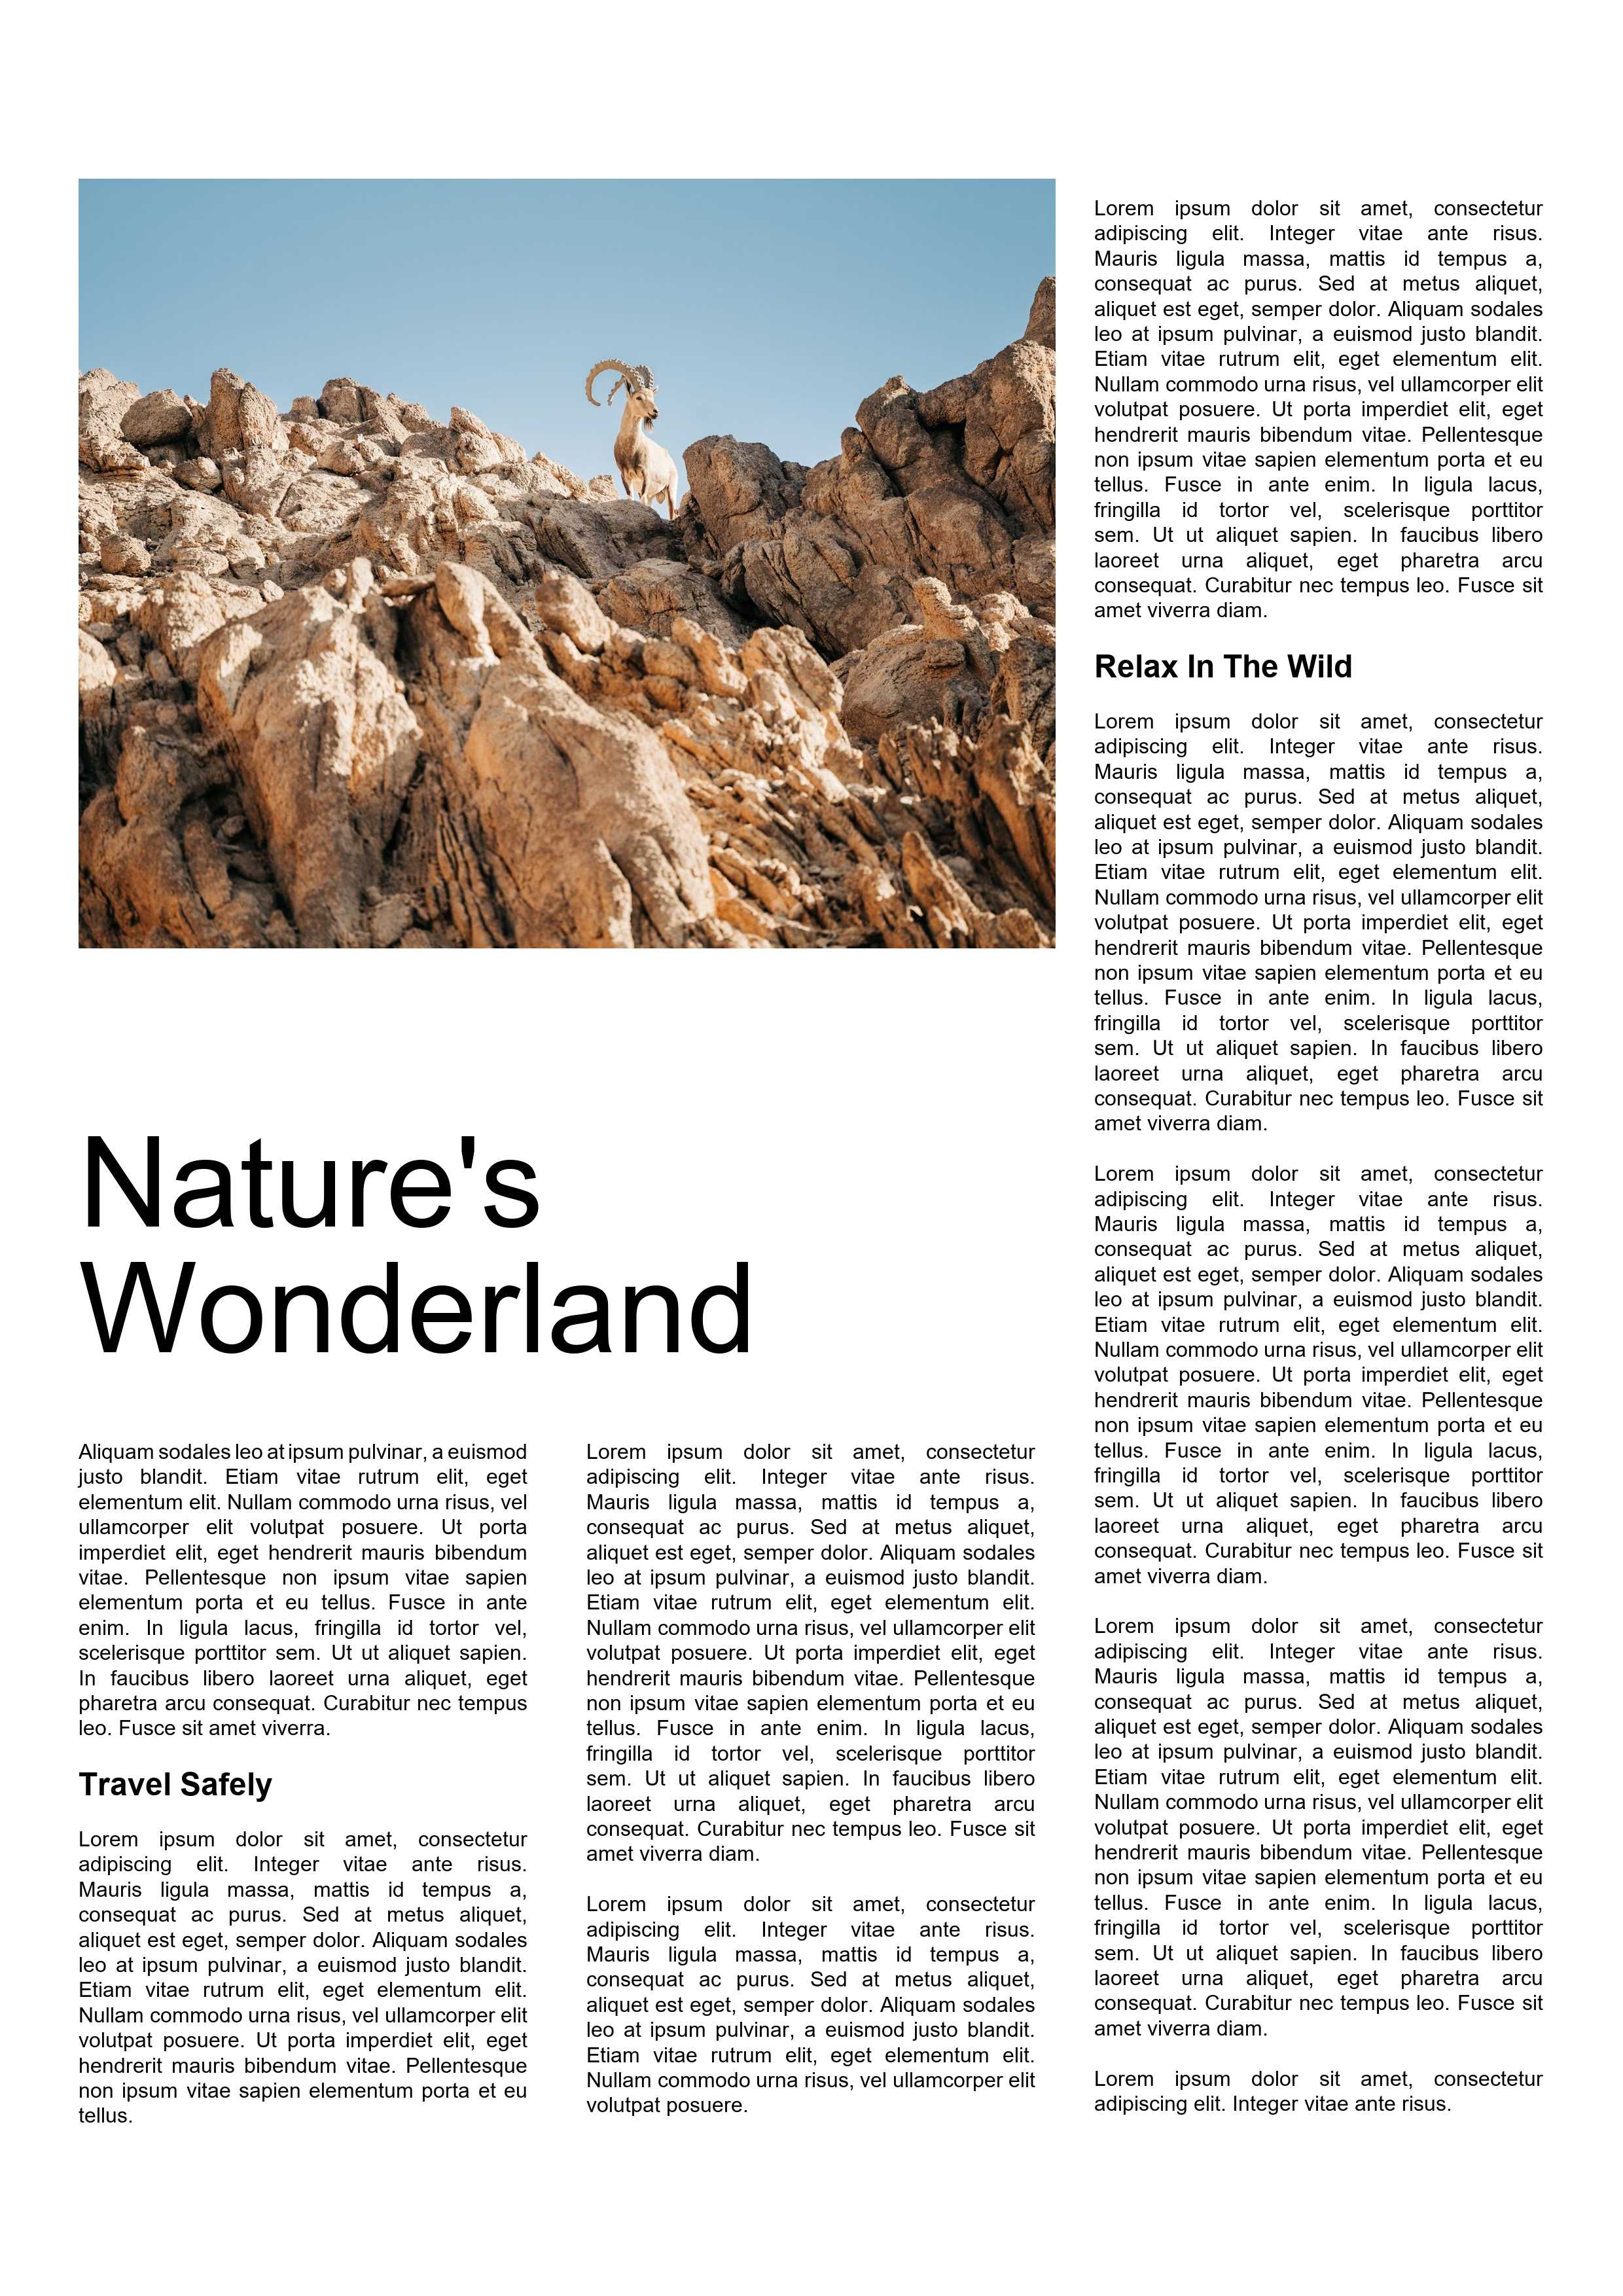 Nature's
Wonderland
Aliquam sodales leo at ipsum pulvinar, a euismod
justo blandit. Etiam vitae rutrum elit, eget
elementum elit. Nullam commodo urna risus, vel
ullamcorper elit volutpat posuere. Ut porta
imperdiet elit, eget hendrerit mauris bibendum
vitae. Pellentesque non ipsum vitae sapien
elementum porta et eu tellus. Fusce in ante
enim. In ligula lacus, fringilla id tortor vel,
scelerisque porttitor sem. Ut ut aliquet sapien.
In faucibus libero laoreet urna aliquet, eget
pharetra arcu consequat. Curabitur nec tempus
leo. Fusce sit amet viverra.
Travel Safely
Lorem ipsum dolor sit amet, consectetur
adipiscing elit. Integer vitae ante risus.
Mauris ligula massa, mattis id tempus a,
consequat ac purus. Sed at metus aliquet,
aliquet est eget, semper dolor. Aliquam sodales
leo at ipsum pulvinar, a euismod justo blandit.
Etiam vitae rutrum elit, eget elementum elit.
Nullam commodo urna risus, vel ullamcorper elit
volutpat posuere. Ut porta imperdiet elit, eget
hendrerit mauris bibendum vitae. Pellentesque
non ipsum vitae sapien elementum porta et eu
tellus.
Lorem ipsum dolor sit amet, consectetur
adipiscing elit. Integer vitae ante risus.
Mauris ligula massa, mattis id tempus a,
consequat ac purus. Sed at metus aliquet,
aliquet est eget, semper dolor. Aliquam sodales
leo at ipsum pulvinar, a euismod justo blandit.
Etiam vitae rutrum elit, eget elementum elit.
Nullam commodo urna risus, vel ullamcorper elit
volutpat posuere. Ut porta imperdiet elit, eget
hendrerit mauris bibendum vitae. Pellentesque
non ipsum vitae sapien elementum porta et eu
tellus. Fusce in ante enim. In ligula lacus,
fringilla id tortor vel, scelerisque porttitor
sem. Ut ut aliquet sapien. In faucibus libero
laoreet urna aliquet, eget pharetra arcu
consequat. Curabitur nec tempus leo. Fusce sit
amet viverra diam.
Lorem ipsum dolor sit amet, consectetur
adipiscing elit. Integer vitae ante risus.
Mauris ligula massa, mattis id tempus a,
consequat ac purus. Sed at metus aliquet,
aliquet est eget, semper dolor. Aliquam sodales
leo at ipsum pulvinar, a euismod justo blandit.
Etiam vitae rutrum elit, eget elementum elit.
Nullam commodo urna risus, vel ullamcorper elit
volutpat posuere.
Lorem ipsum dolor sit amet, consectetur
adipiscing elit. Integer vitae ante risus.
Mauris ligula massa, mattis id tempus a,
consequat ac purus. Sed at metus aliquet,
aliquet est eget, semper dolor. Aliquam sodales
leo at ipsum pulvinar, a euismod justo blandit.
Etiam vitae rutrum elit, eget elementum elit.
Nullam commodo urna risus, vel ullamcorper elit
volutpat posuere. Ut porta imperdiet elit, eget
hendrerit mauris bibendum vitae. Pellentesque
non ipsum vitae sapien elementum porta et eu
tellus. Fusce in ante enim. In ligula lacus,
fringilla id tortor vel, scelerisque porttitor
sem. Ut ut aliquet sapien. In faucibus libero
laoreet urna aliquet, eget pharetra arcu
consequat. Curabitur nec tempus leo. Fusce sit
amet viverra diam.
Relax In The Wild
Lorem ipsum dolor sit amet, consectetur
adipiscing elit. Integer vitae ante risus.
Mauris ligula massa, mattis id tempus a,
consequat ac purus. Sed at metus aliquet,
aliquet est eget, semper dolor. Aliquam sodales
leo at ipsum pulvinar, a euismod justo blandit.
Etiam vitae rutrum elit, eget elementum elit.
Nullam commodo urna risus, vel ullamcorper elit
volutpat posuere. Ut porta imperdiet elit, eget
hendrerit mauris bibendum vitae. Pellentesque
non ipsum vitae sapien elementum porta et eu
tellus. Fusce in ante enim. In ligula lacus,
fringilla id tortor vel, scelerisque porttitor
sem. Ut ut aliquet sapien. In faucibus libero
laoreet urna aliquet, eget pharetra arcu
consequat. Curabitur nec tempus leo. Fusce sit
amet viverra diam.
Lorem ipsum dolor sit amet, consectetur
adipiscing elit. Integer vitae ante risus.
Mauris ligula massa, mattis id tempus a,
consequat ac purus. Sed at metus aliquet,
aliquet est eget, semper dolor. Aliquam sodales
leo at ipsum pulvinar, a euismod justo blandit.
Etiam vitae rutrum elit, eget elementum elit.
Nullam commodo urna risus, vel ullamcorper elit
volutpat posuere. Ut porta imperdiet elit, eget
hendrerit mauris bibendum vitae. Pellentesque
non ipsum vitae sapien elementum porta et eu
tellus. Fusce in ante enim. In ligula lacus,
fringilla id tortor vel, scelerisque porttitor
sem. Ut ut aliquet sapien. In faucibus libero
laoreet urna aliquet, eget pharetra arcu
consequat. Curabitur nec tempus leo. Fusce sit
amet viverra diam.
Lorem ipsum dolor sit amet, consectetur
adipiscing elit. Integer vitae ante risus.
Mauris ligula massa, mattis id tempus a,
consequat ac purus. Sed at metus aliquet,
aliquet est eget, semper dolor. Aliquam sodales
leo at ipsum pulvinar, a euismod justo blandit.
Etiam vitae rutrum elit, eget elementum elit.
Nullam commodo urna risus, vel ullamcorper elit
volutpat posuere. Ut porta imperdiet elit, eget
hendrerit mauris bibendum vitae. Pellentesque
non ipsum vitae sapien elementum porta et eu
tellus. Fusce in ante enim. In ligula lacus,
fringilla id tortor vel, scelerisque porttitor
sem. Ut ut aliquet sapien. In faucibus libero
laoreet urna aliquet, eget pharetra arcu
consequat. Curabitur nec tempus leo. Fusce sit
amet viverra diam.
Lorem ipsum dolor sit amet, consectetur
adipiscing elit. Integer vitae ante risus.